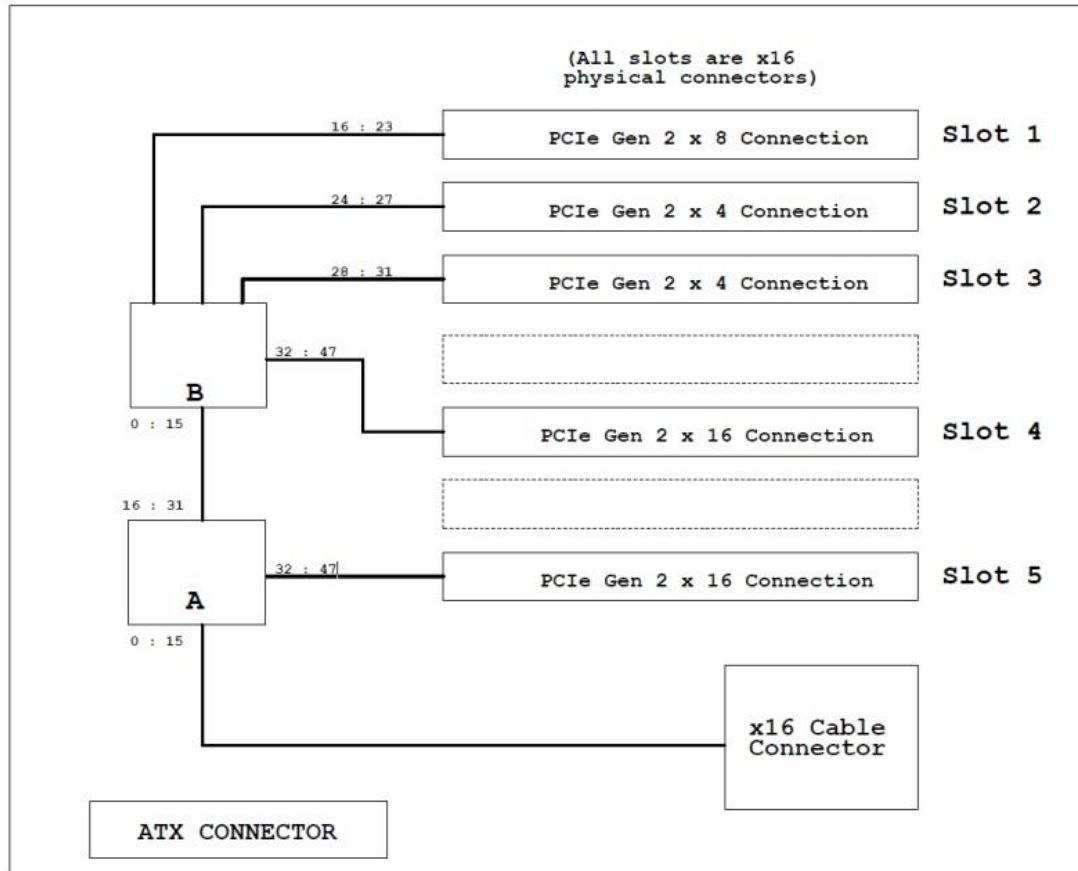 (All slots are x16
physical connectors)
16 : 23
PCIe Gen 2 x 8 Connection
Slot 1
24 : 27
PCIe Gen 2 x 4 Connection
Slot 2
28 : 31
PCIe Gen 2 x 4 Connection
Slot 3
B
32 : 47
0 : 15
PCIe Gen 2 x 16 Connection
Slot 4
16 : 31
A
32 : 47
PCIe Gen 2 x 16 Connection
Slot 5
0 : 15
x16 Cable
Connector
ATX CONNECTOR